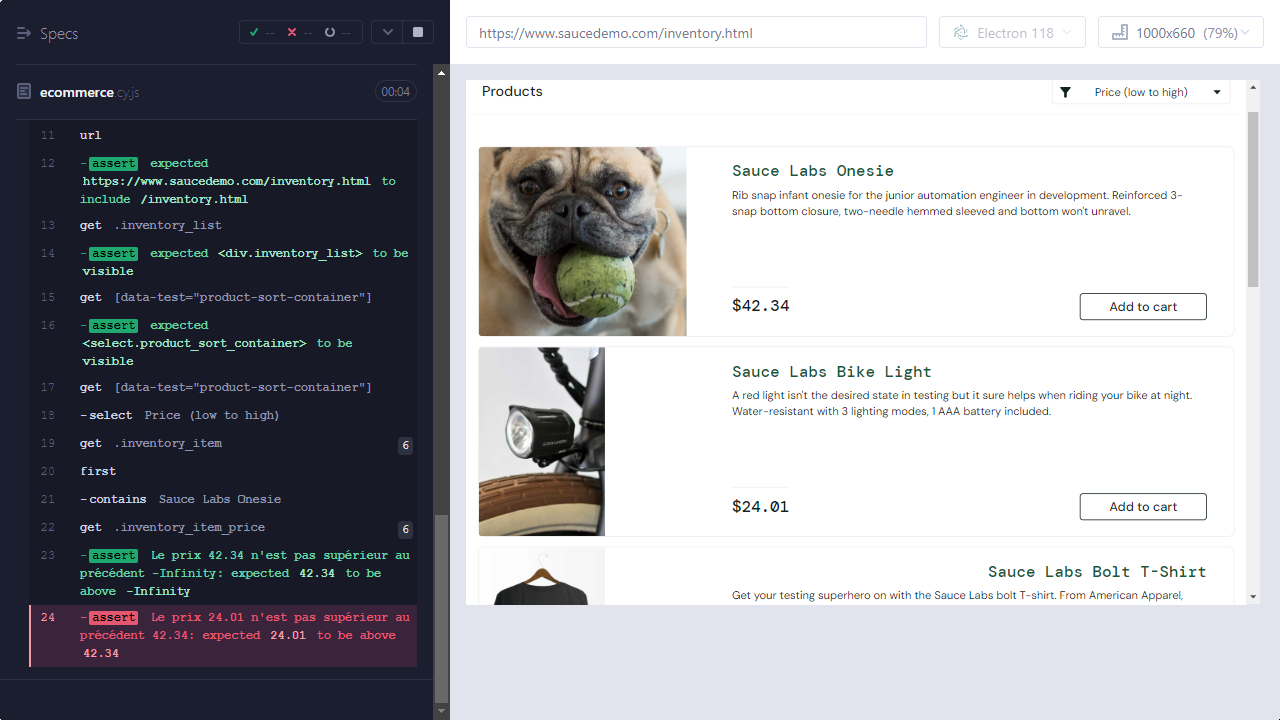 Specs
-- -- --
https://www.saucedemo.com/inventory.html
Electron 118
1000x660 (79%)
ecommerce.cy.js
00:04
11 url
12 -assert expected
https://www.saucedemo.com/inventory.html to
include /inventory.html
13 get .inventory_list
14 -assert expected <div.inventory_list> to be
visible
15 get [data-test="product-sort-container"]
16 -assert expected
<select.product_sort_container> to be
visible
17 get [data-test="product-sort-container"]
18 -select Price (low to high)
19 get .inventory_item 6
20 first
21 -contains Sauce Labs Onesie
22 get .inventory_item_price 6
23 -assert Le prix 42.34 n'est pas supérieur au
précédent -Infinity: expected 42.34 to be
above -Infinity
24 -assert Le prix 24.01 n'est pas supérieur au
précédent 42.34: expected 24.01 to be above
42.34
Products
Price (low to high)
Sauce Labs Onesie
Rib snap infant onesie for the junior automation engineer in development. Reinforced 3-
snap bottom closure, two-needle hemmed sleeved and bottom won't unravel.
$42.34
Add to cart
Sauce Labs Bike Light
A red light isn't the desired state in testing but it sure helps when riding your bike at night.
Water-resistant with 3 lighting modes, 1 AAA battery included.
$24.01
Add to cart
Sauce Labs Bolt T-Shirt
Get your testing superhero on with the Sauce Labs bolt T-shirt. From American Apparel,